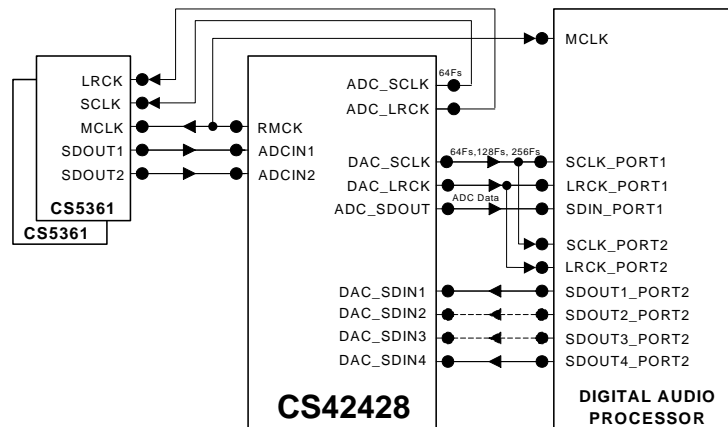 LRCK
SCLK
MCLK
SDOUT1
SDOUT2
CS5361
CS5361
RMCK
ADCIN1
ADCIN2
ADC_SCLK
ADC_LRCK
DAC_SCLK
DAC_LRCK
ADC_SDOUT
DAC_SDIN1
DAC_SDIN2
DAC_SDIN3
DAC_SDIN4
CS42428
64Fs
64Fs,128Fs, 256Fs
ADC Data
MCLK
SCLK_PORT1
LRCK_PORT1
SDIN_PORT1
SCLK_PORT2
LRCK_PORT2
SDOUT1_PORT2
SDOUT2_PORT2
SDOUT3_PORT2
SDOUT4_PORT2
DIGITAL AUDIO
PROCESSOR